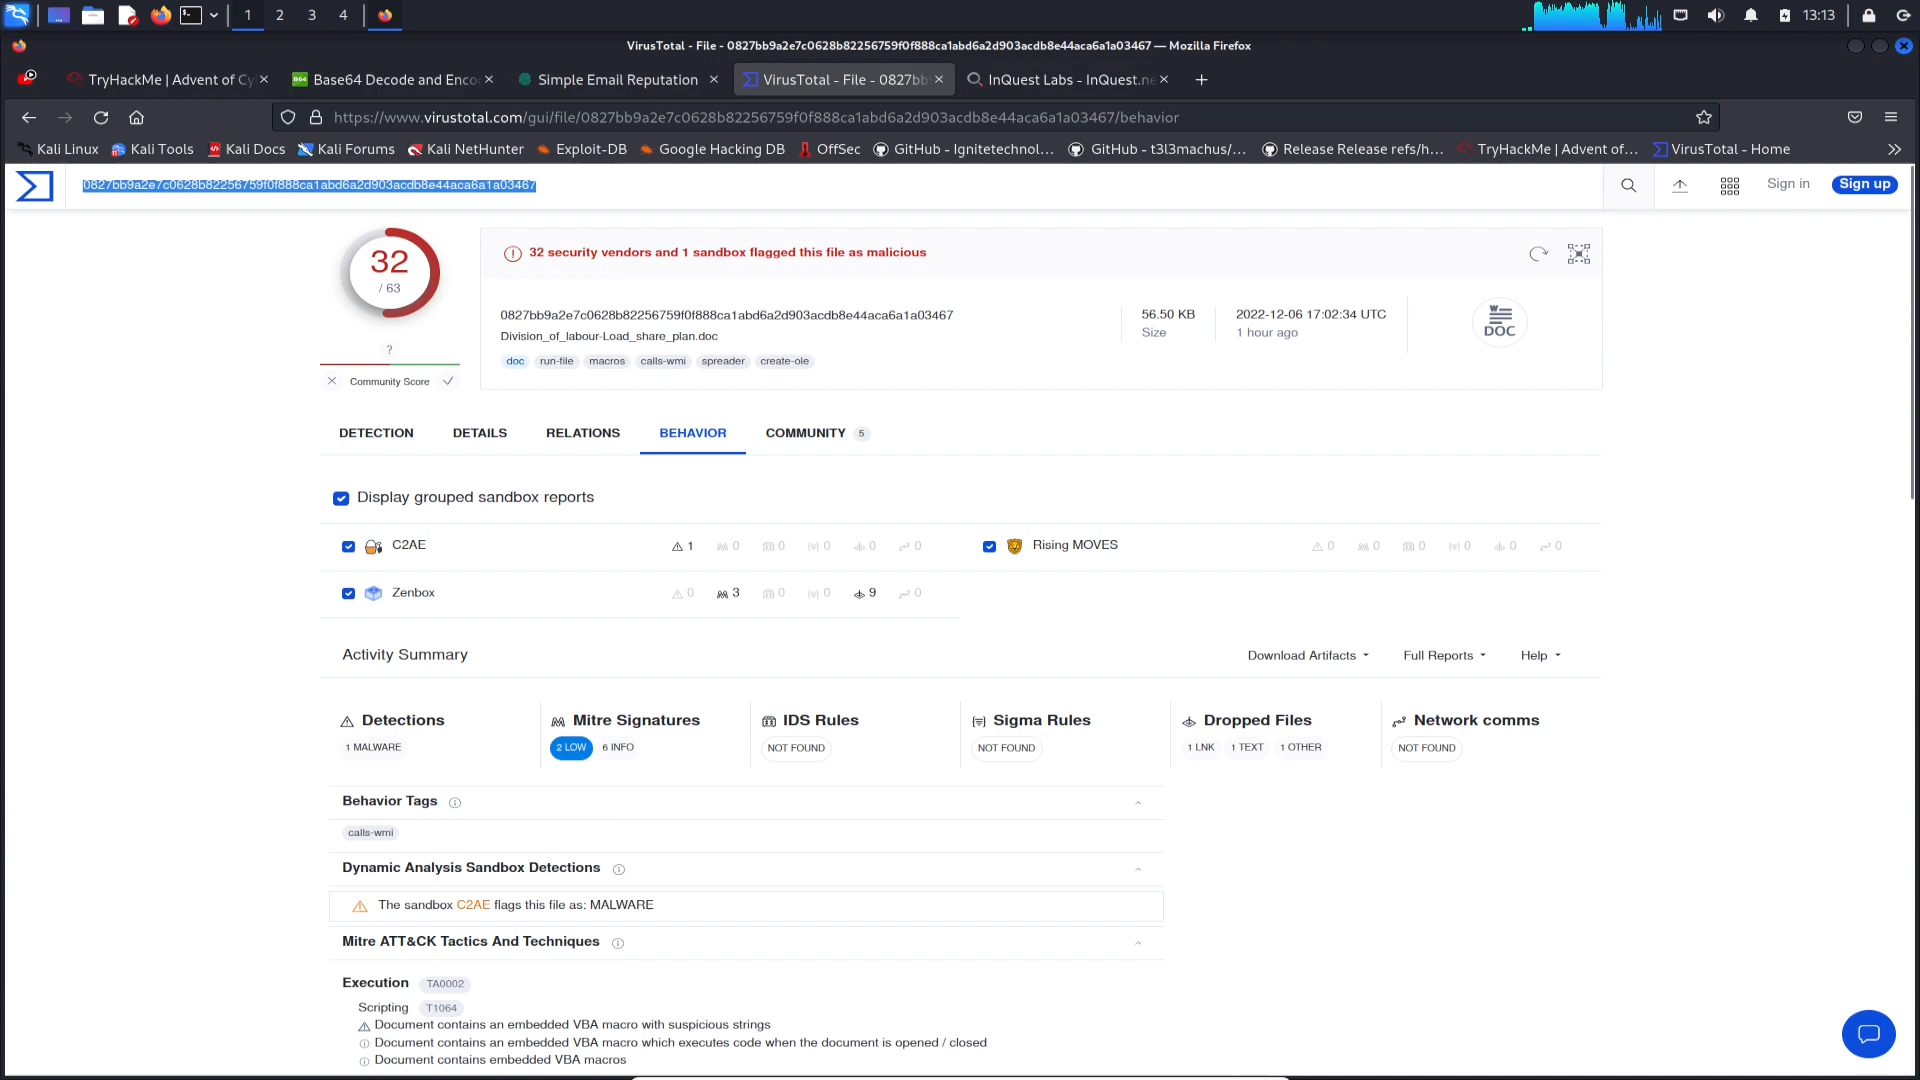 1 2 3 4 13:13
VirusTotal - File - 0827bb9a2e7c0628b82256759f0f888ca1abd6a2d903acdb8e44aca6a1a03467 — Mozilla Firefox
TryHackMe | Advent of Cy Base64 Decode and Enco Simple Email Reputation VirusTotal - File - 0827bb InQuest Labs - InQuest.ne
https://www.virustotal.com/gui/file/0827bb9a2e7c0628b82256759f0f888ca1abd6a2d903acdb8e44aca6a1a03467/behavior
Kali Linux Kali Tools Kali Docs Kali Forums Kali NetHunter Exploit-DB Google Hacking DB OffSec GitHub - Ignitetechnol... GitHub - t3l3machus/... Release Release refs/h... TryHackMe | Advent of... VirusTotal - Home
0827bb9a2e7c0628b82256759f0f888ca1abd6a2d903acdb8e44aca6a1a03467 Sign in Sign up
32
/ 63
?
Community Score
32 security vendors and 1 sandbox flagged this file as malicious
0827bb9a2e7c0628b82256759f0f888ca1abd6a2d903acdb8e44aca6a1a03467
Division_of_labour-Load_share_plan.doc
doc run-file macros calls-wmi spreader create-ole
56.50 KB
Size
2022-12-06 17:02:34 UTC
1 hour ago
W
DOC
DETECTION DETAILS RELATIONS BEHAVIOR COMMUNITY 5
Display grouped sandbox reports
C2AE 1 0 0 0 0 0 Rising MOVES 0 0 0 0 0 0
Zenbox 0 3 0 0 9 0
Activity Summary Download Artifacts Full Reports Help
Detections Mitre Signatures IDS Rules Sigma Rules Dropped Files Network comms
1 MALWARE 2 LOW 6 INFO NOT FOUND NOT FOUND 1 LNK 1 TEXT 1 OTHER NOT FOUND
Behavior Tags
calls-wmi
Dynamic Analysis Sandbox Detections
The sandbox C2AE flags this file as: MALWARE
Mitre ATT&CK Tactics And Techniques
Execution TA0002
Scripting T1064
Document contains an embedded VBA macro with suspicious strings
Document contains an embedded VBA macro which executes code when the document is opened / closed
Document contains embedded VBA macros